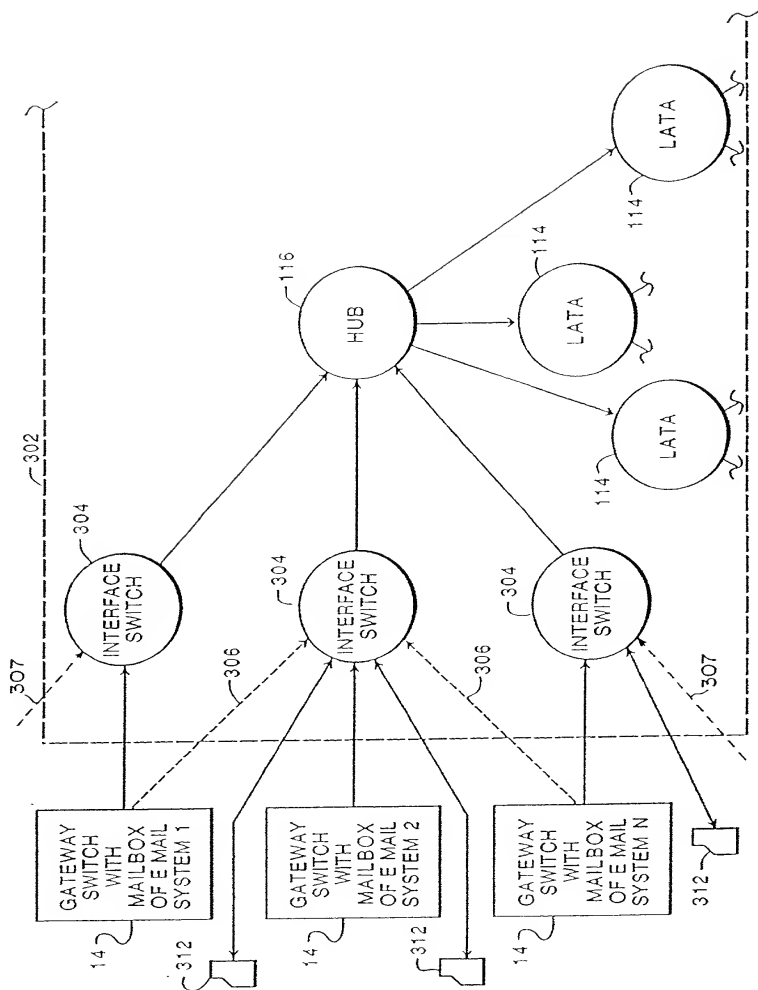 14
GATEWAY
SWITCH
WITH
MAILBOX
OF E MAIL
SYSTEM N
14
GATEWAY
SWITCH
WITH
MAILBOX
OF E MAIL
SYSTEM 2
14
GATEWAY
SWITCH
WITH
MAILBOX
OF E MAIL
SYSTEM 1
312
312
312
307
306
306
307
304
INTERFACE
SWITCH
304
INTERFACE
SWITCH
304
INTERFACE
SWITCH
302
116
HUB
114
LATA
114
LATA
114
LATA